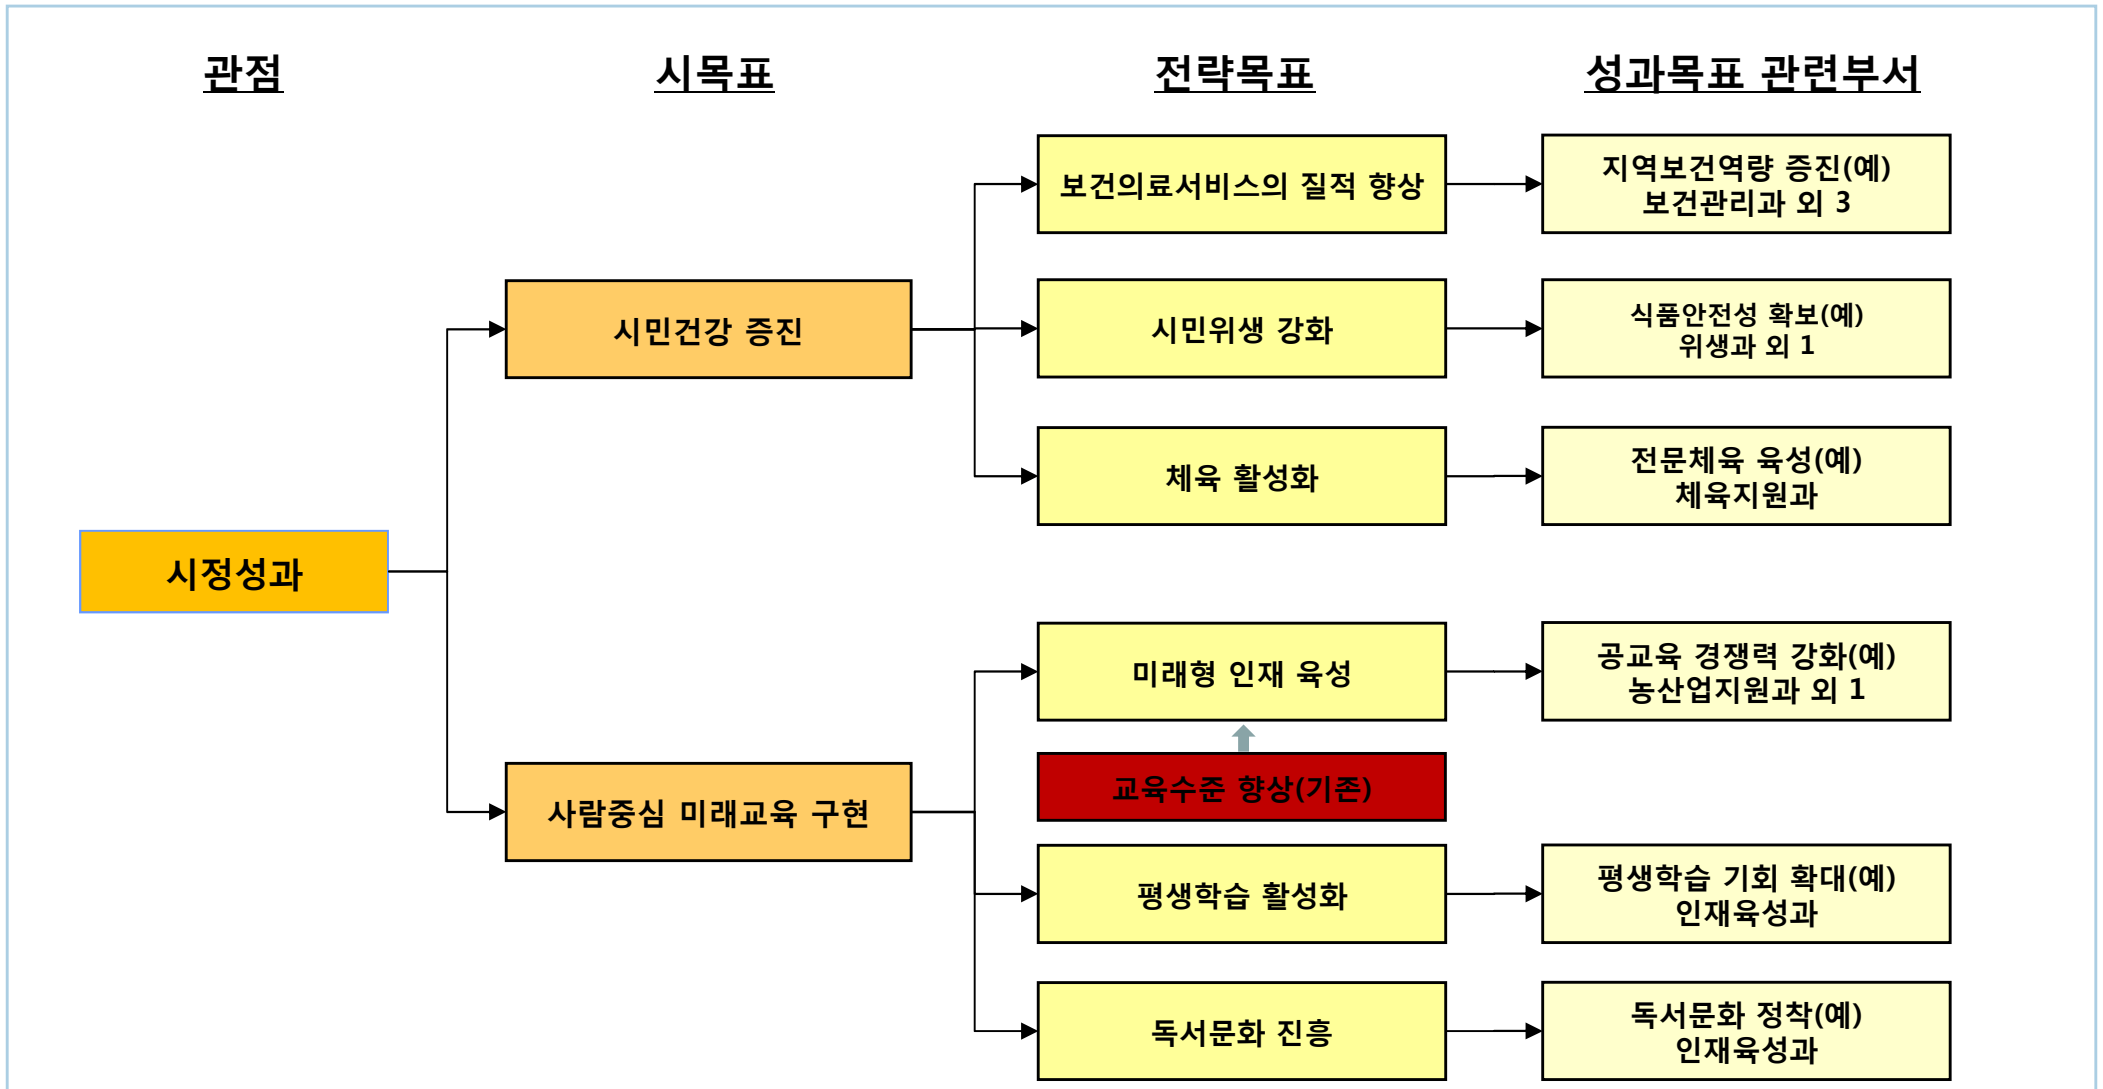 관점
시목표
전략목표
성과목표 관련부서
보건의료서비스의 질적 향상
지역보건역량 증진(예)
보건관리과 외 3
시민건강 증진
시민위생 강화
식품안전성 확보(예)
위생과 외 1
체육 활성화
전문체육 육성(예)
체육지원과
시정성과
미래형 인재 육성
공교육 경쟁력 강화(예)
농산업지원과 외 1
교육수준 향상(기존)
사람중심 미래교육 구현
평생학습 활성화
평생학습 기회 확대(예)
인재육성과
독서문화 진흥
독서문화 정착(예)
인재육성과